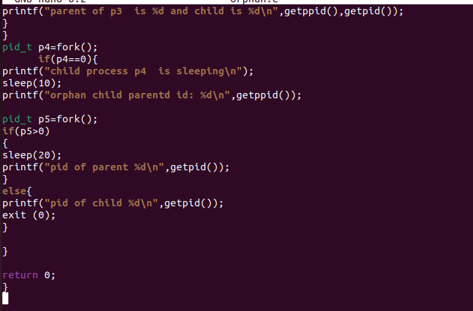 printf("parent of p3  is %d and child is %d\n",getppid(),getpid());
}
}
pid_t p4=fork();
if(p4==0){
printf("child process p4  is sleeping\n");
sleep(10);
printf("orphan child parentd id: %d\n",getppid());
pid_t p5=fork();
if(p5>0)
{
sleep(20);
printf("pid of parent %d\n",getpid());
}
else{
printf("pid of child %d\n",getpid());
exit (0);
}
}
return 0;
}